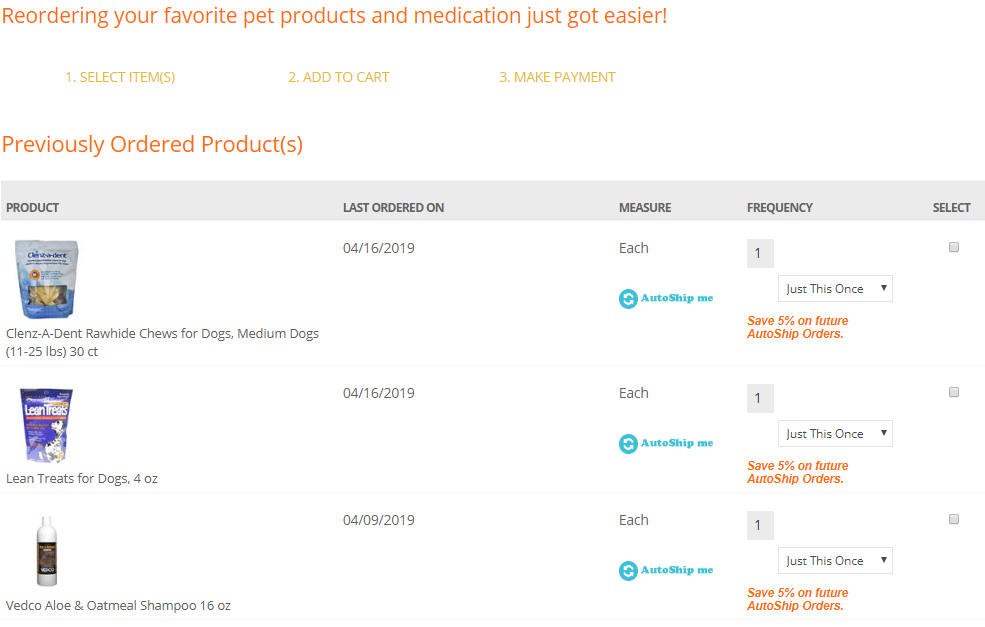 Reordering your favorite pet products and medication just got easier!
1. SELECT ITEM(S) 2. ADD TO CART 3. MAKE PAYMENT
Previously Ordered Product(s)
PRODUCT LAST ORDERED ON MEASURE FREQUENCY SELECT
Clenz-a-dent
04/16/2019 Each 1
AutoShip me Just This Once
Save 5% on future
AutoShip Orders.
Clenz-A-Dent Rawhide Chews for Dogs, Medium Dogs
(11-25 lbs) 30 ct
04/16/2019 Each 1
Lean Treats
AutoShip me Just This Once
Save 5% on future
AutoShip Orders.
Lean Treats for Dogs, 4 oz
04/09/2019 Each 1
AutoShip me Just This Once
VEDCO
Save 5% on future
AutoShip Orders.
Vedco Aloe & Oatmeal Shampoo 16 oz